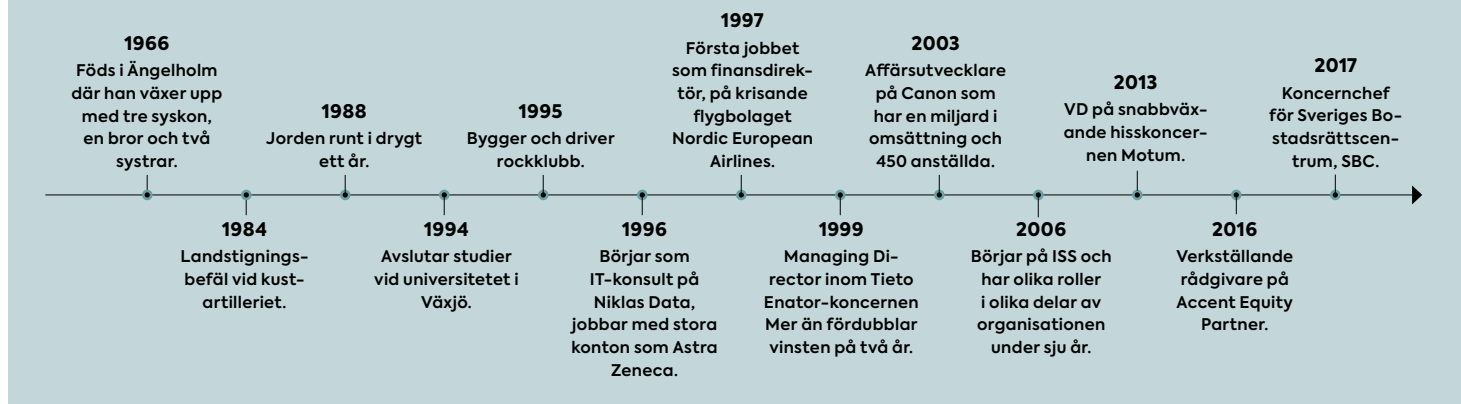 1966
Föds i Ängelholm
där han växer upp
med tre syskon,
en bror och två
systrar.
1984
Landstignings-
befäl vid kust-
artilleriet.
1988
Jorden runt i drygt
ett år.
1994
Avslutar studier
vid universitetet i
Växjö.
1995
Bygger och driver
rockklubb.
1996
Börjar som
IT-konsult på
Niklas Data,
jobbar med stora
konton som Astra
Zeneca.
1997
Första jobbet
som finansdirek-
tör, på krisande
flygbolaget
Nordic European
Airlines.
1999
Managing Di-
rector inom Tieto
Enator-koncernen
Mer än fördubblar
vinsten på två år.
2003
Affärsutvecklare
på Canon som
har en miljard i
omsättning och
450 anställda.
2006
Börjar på ISS och
har olika roller
i olika delar av
organisationen
under sju år.
2013
VD på snabbväx-
ande hisskoncer-
nen Motum.
2016
Verkställande
rådgivare på
Accent Equity
Partner.
2017
Koncernchef
för Sveriges Bo-
stadsrättscen-
trum, SBC.